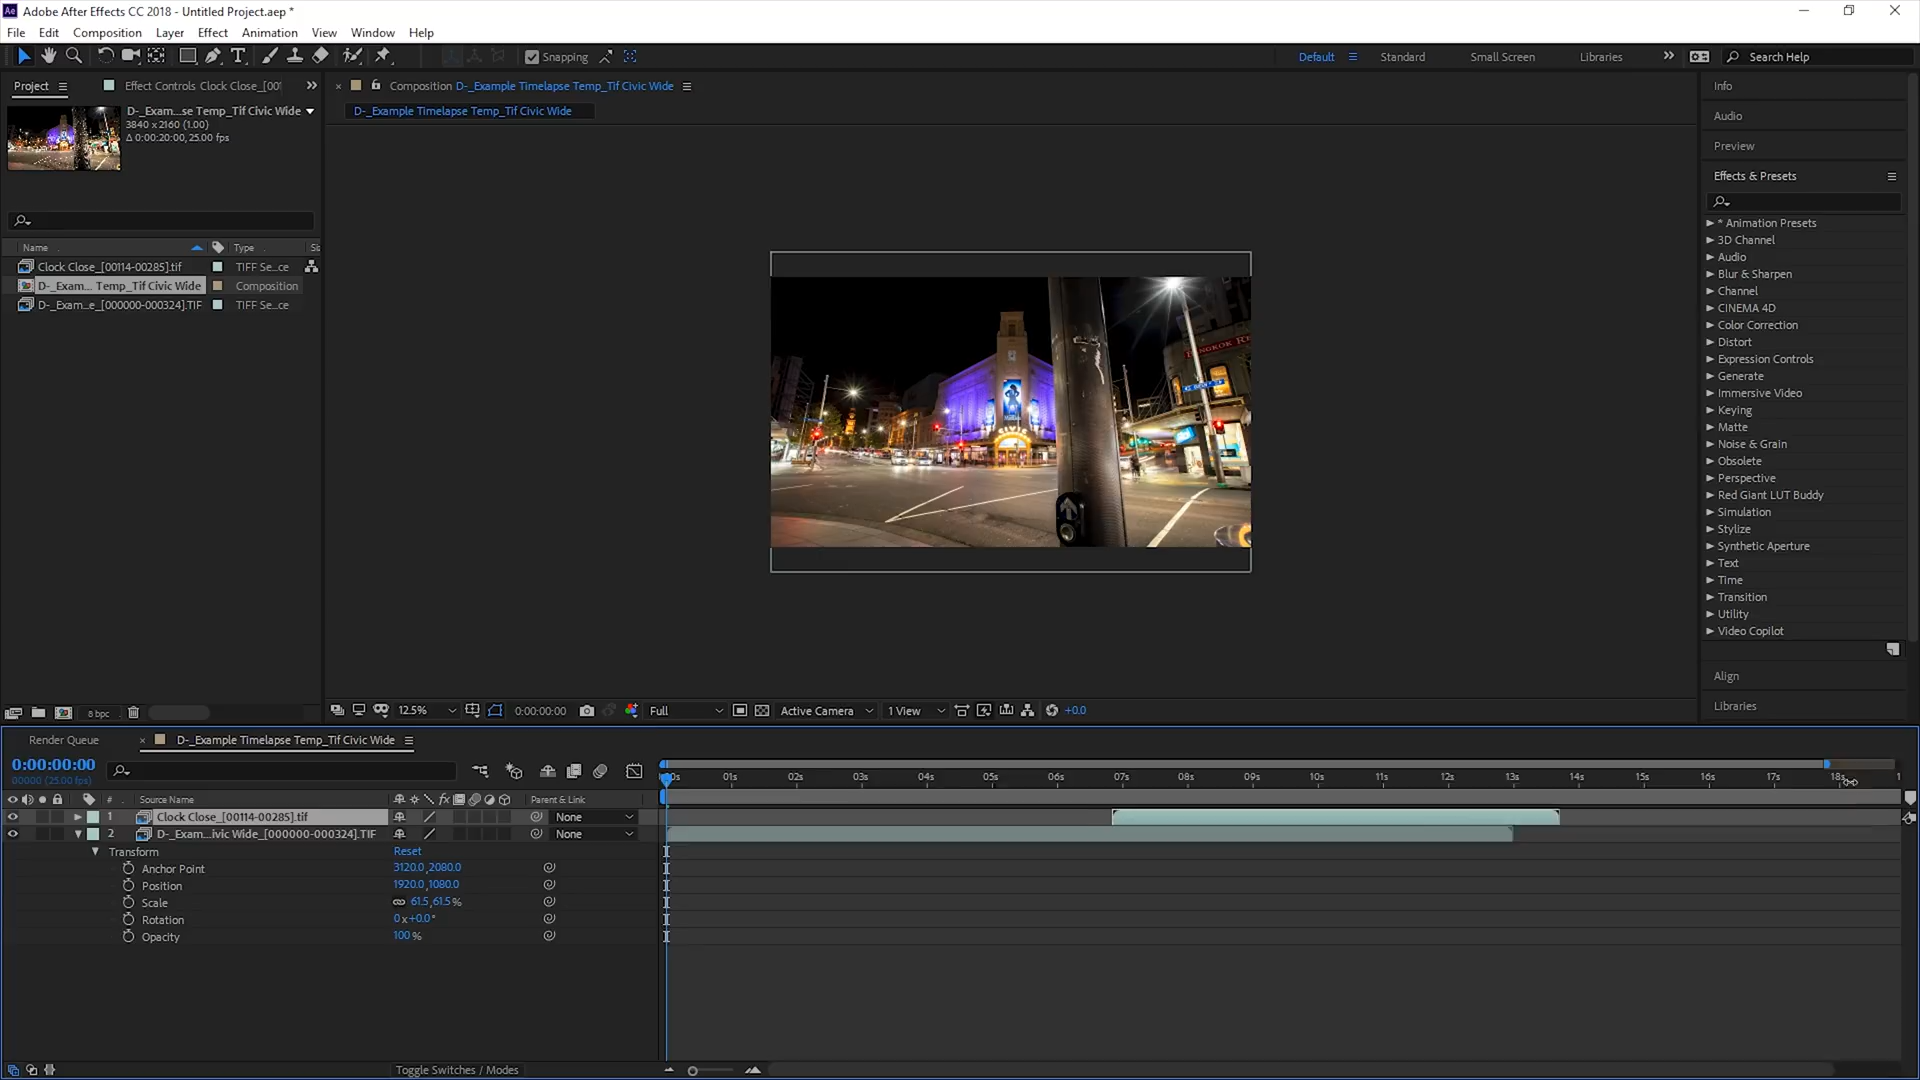 Adobe After Effects CC 2018 - Untitled Project.aep *
File Edit Composition Layer Effect Animation View Window Help
Snapping Default Standard Small Screen Libraries Search Help
Project Effect Controls Clock Close_[00
Composition D-_Example Timelapse Temp_Tif Civic Wide
D-_Example Timelapse Temp_Tif Civic Wide
D-_Exam...se Temp_Tif Civic Wide
3840 x 2160 (1.00)
Δ 0:00:20:00, 25.00 fps
Name Type
Clock Close_[00114-00285].tif TIFF Se...ce
D-_Exam... Temp_Tif Civic Wide Composition
D-_Exam...e_[000000-000324].TIF TIFF Se...ce
BANGKOK
CIVIC
8 bpc
12.5% 0:00:00:00 Full Active Camera 1 View +0.0
Info
Audio
Preview
Effects & Presets
* Animation Presets
3D Channel
Audio
Blur & Sharpen
Channel
CINEMA 4D
Color Correction
Distort
Expression Controls
Generate
Immersive Video
Keying
Matte
Noise & Grain
Obsolete
Perspective
Red Giant LUT Buddy
Simulation
Stylize
Synthetic Aperture
Text
Time
Transition
Utility
Video Copilot
Align
Libraries
Render Queue D-_Example Timelapse Temp_Tif Civic Wide
0:00:00:00
00000 (25.00 fps)
01s 02s 03s 04s 05s 06s 07s 08s 09s 10s 11s 12s 13s 14s 15s 16s 17s 18s
# Source Name Parent & Link
1 Clock Close_[00114-00285].tif None
2 D-_Exam...ivic Wide_[000000-000324].TIF None
Transform Reset
Anchor Point 3120.0,2080.0
Position 1920.0,1080.0
Scale 61.5,61.5%
Rotation 0x+0.0°
Opacity 100%
Toggle Switches / Modes